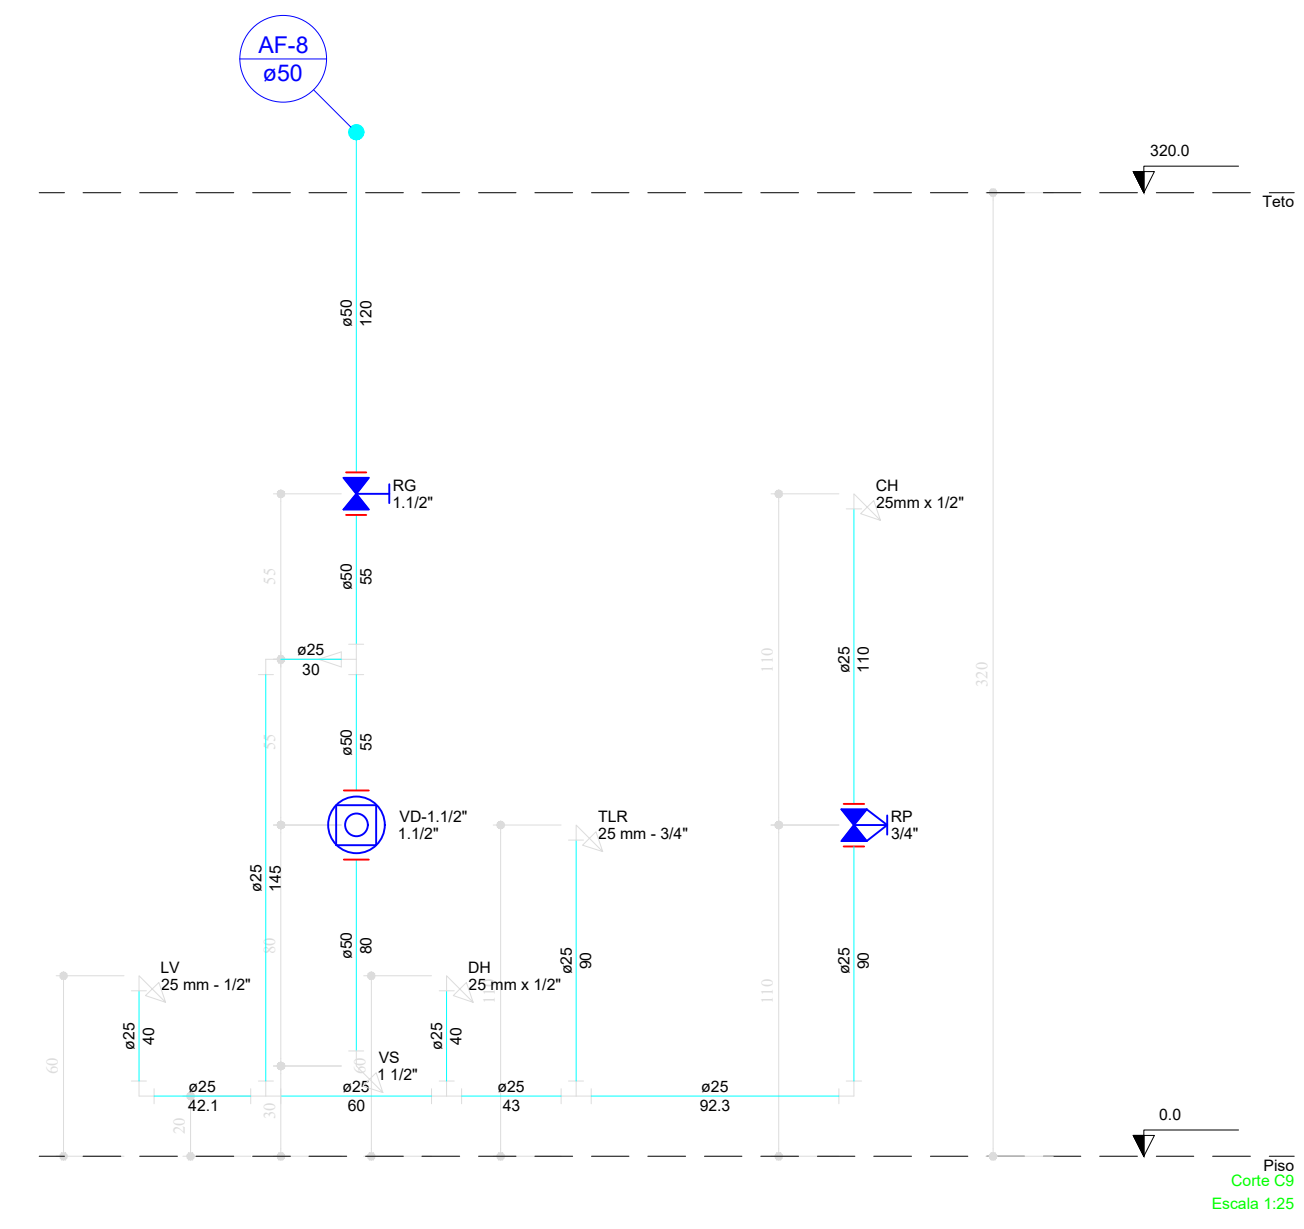 AF-8
ø50
320.0
Teto
ø50
120
RG
1.1/2"
CH
25mm x 1/2"
55
ø50
55
ø25
30
110
ø25
110
320
55
ø50
55
VD-1.1/2"
1.1/2"
TLR
25 mm - 3/4"
RP
3/4"
ø25
145
80
ø50
80
ø25
90
ø25
90
110
LV
25 mm - 1/2"
DH
25 mm x 1/2"
ø25
40
ø25
40
60
VS
1 1/2"
ø25
42.1
ø25
60
ø25
43
ø25
92.3
30
20
0.0
Piso
Corte C9
Escala 1:25